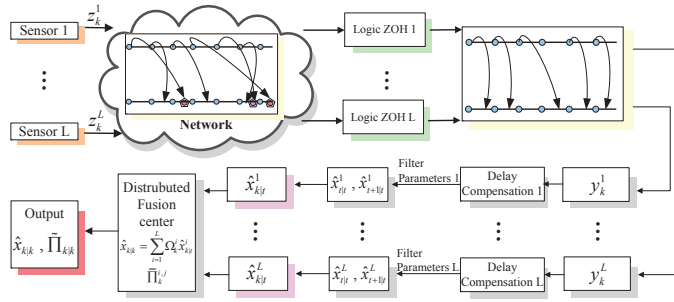 Sensor 1
z_k^1
Logic ZOH 1
Network
Sensor L
z_k^L
Logic ZOH L
Distrubuted
Fusion
center
x̂_{k|k} = \sum_{i=1}^{L} Ω_k^i x̂_{k|t}^i
Π̄_k^{i,j}
Output
x̂_{k|k} , Π̃_{k|k}
x̂_{k|t}^1
x̂_{t|t}^1 , x̂_{t+1|t}^1
Filter
Parameters 1
Delay
Compensation 1
y_k^1
x̂_{k|t}^L
x̂_{t|t}^L , x̂_{t+1|t}^L
Filter
Parameters L
Delay
Compensation L
y_k^L